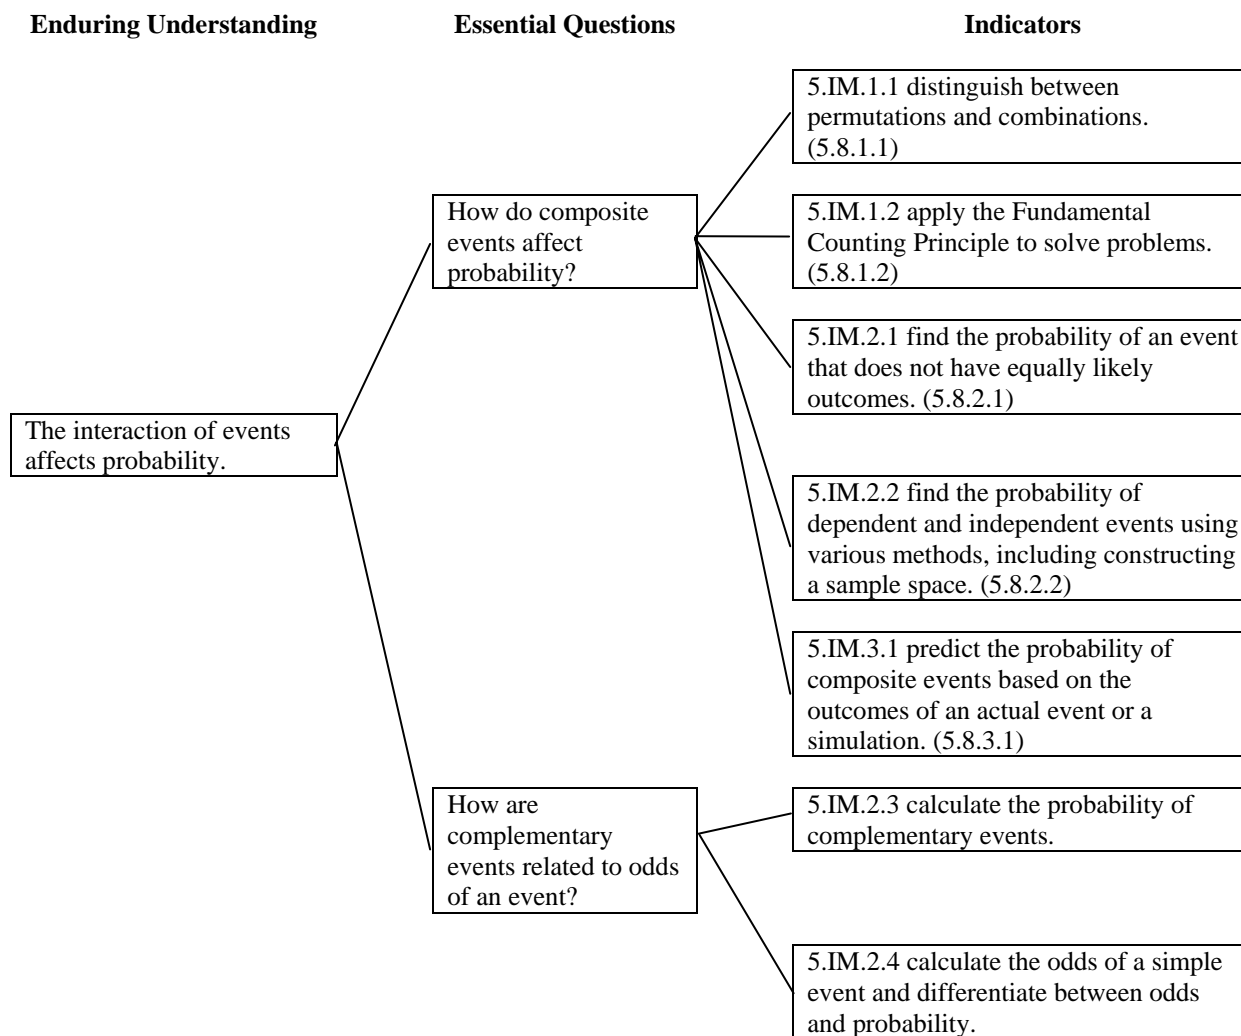 Enduring Understanding
Essential Questions
Indicators
5.IM.1.1 distinguish between
permutations and combinations.
(5.8.1.1)
How do composite
events affect
probability?
5.IM.1.2 apply the Fundamental
Counting Principle to solve problems.
(5.8.1.2)
5.IM.2.1 find the probability of an event
that does not have equally likely
outcomes. (5.8.2.1)
The interaction of events
affects probability.
5.IM.2.2 find the probability of
dependent and independent events using
various methods, including constructing
a sample space. (5.8.2.2)
5.IM.3.1 predict the probability of
composite events based on the
outcomes of an actual event or a
simulation. (5.8.3.1)
How are
complementary
events related to odds
of an event?
5.IM.2.3 calculate the probability of
complementary events.
5.IM.2.4 calculate the odds of a simple
event and differentiate between odds
and probability.